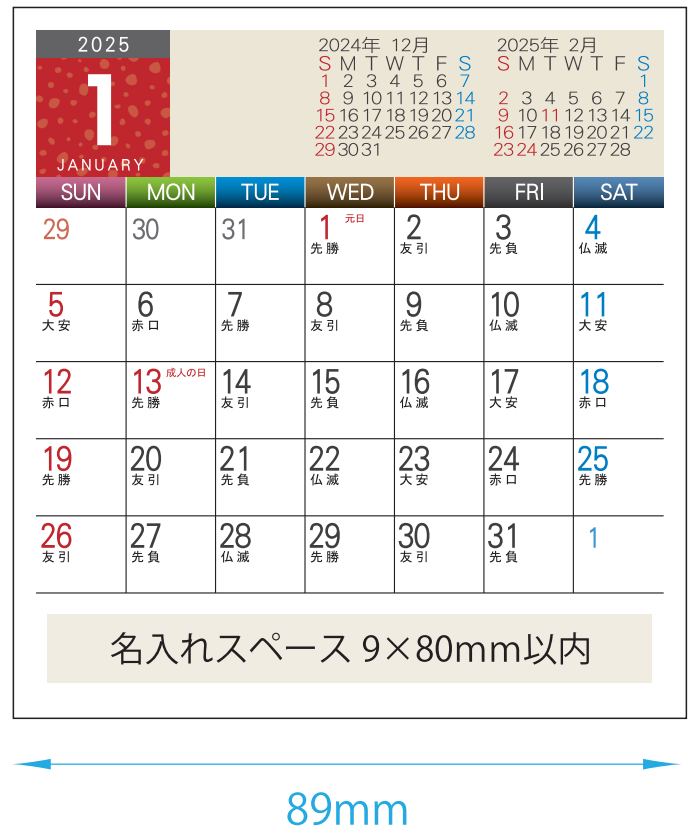 2025
1
JANUARY
2024年 12月
S M T W T F S
1 2 3 4 5 6 7
8 9 10 11 12 13 14
15 16 17 18 19 20 21
22 23 24 25 26 27 28
29 30 31
2025年 2月
S M T W T F S
1
2 3 4 5 6 7 8
9 10 11 12 13 14 15
16 17 18 19 20 21 22
23 24 25 26 27 28
SUN MON TUE WED THU FRI SAT
29 30 31 1 元日 2 3 4
先勝 友引 先負 仏滅
5 6 7 8 9 10 11
大安 赤口 先勝 友引 先負 仏滅 大安
12 13 成人の日 14 15 16 17 18
赤口 先勝 友引 先負 仏滅 大安 赤口
19 20 21 22 23 24 25
先勝 友引 先負 仏滅 大安 赤口 先勝
26 27 28 29 30 31 1
友引 先負 仏滅 先勝 友引 先負
名入れスペース 9×80mm以内
89mm